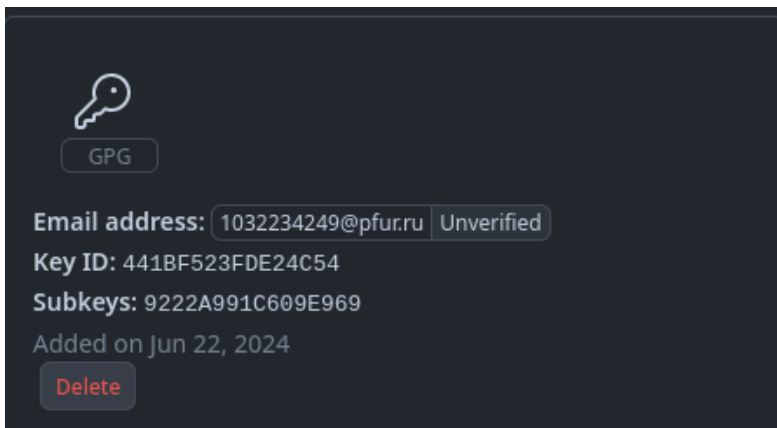 GPG
Email address: 1032234249@pfur.ru Unverified
Key ID: 441BF523FDE24C54
Subkeys: 9222A991C609E969
Added on Jun 22, 2024
Delete